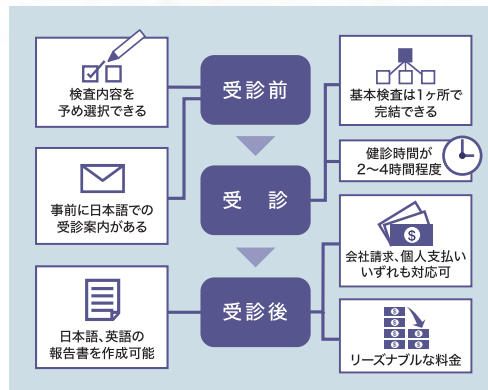 検査内容を
予め選択できる
受診前
基本検査は1ヶ所で
完結できる
事前に日本語での
受診案内がある
受　診
健診時間が
2〜4時間程度
日本語、英語の
報告書を作成可能
受診後
$
会社請求、個人支払い
いずれも対応可
$
$
$ $
$ $
リーズナブルな料金